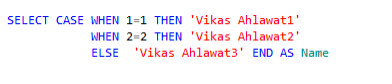 SELECT CASE WHEN 1=1 THEN 'Vikas Ahlawat1'
WHEN 2=2 THEN 'Vikas Ahlawat2'
ELSE  'Vikas Ahlawat3' END AS Name